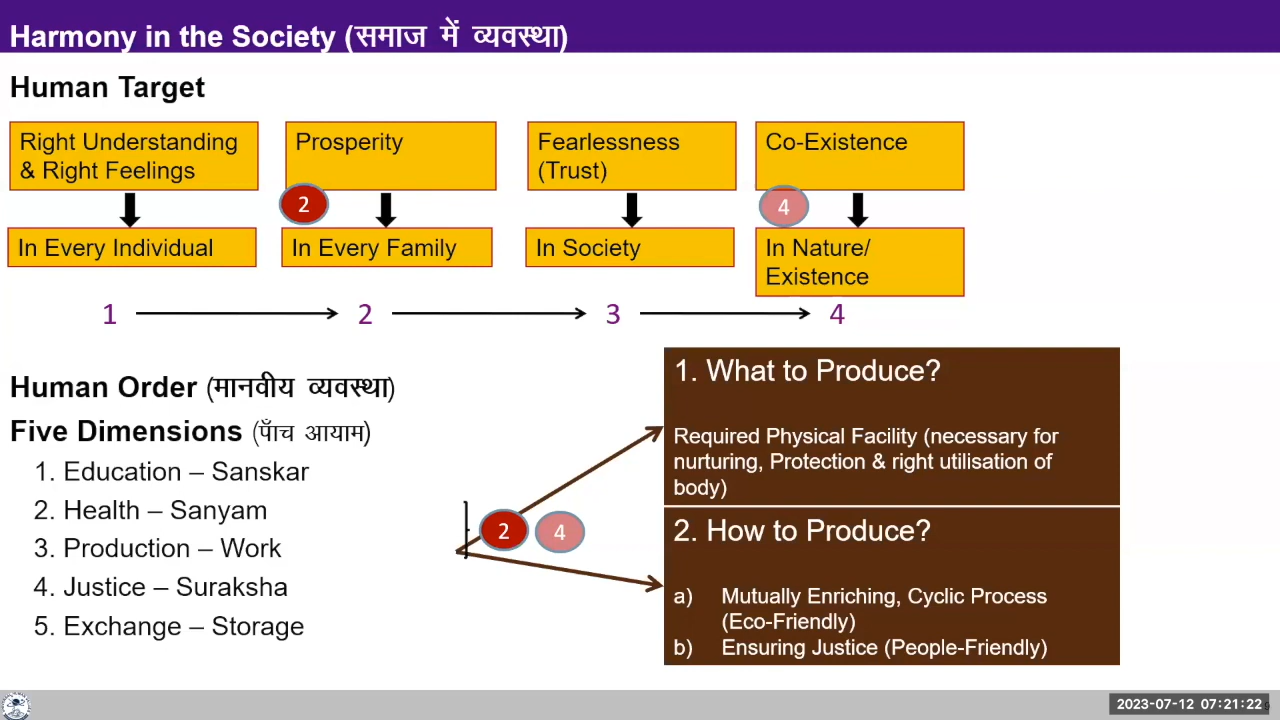 Harmony in the Society (समाज में व्यवस्था)
Human Target
Right Understanding
& Right Feelings
Prosperity
Fearlessness
(Trust)
Co-Existence
2
4
In Every Individual
In Every Family
In Society
In Nature/
Existence
1
2
3
4
Human Order (मानवीय व्यवस्था)
Five Dimensions (पाँच आयाम)
1. Education – Sanskar
2. Health – Sanyam
3. Production – Work
4. Justice – Suraksha
5. Exchange – Storage
2
4
1. What to Produce?
Required Physical Facility (necessary for
nurturing, Protection & right utilisation of
body)
2. How to Produce?
a) Mutually Enriching, Cyclic Process
(Eco-Friendly)
b) Ensuring Justice (People-Friendly)
2023-07-12 07:21:22